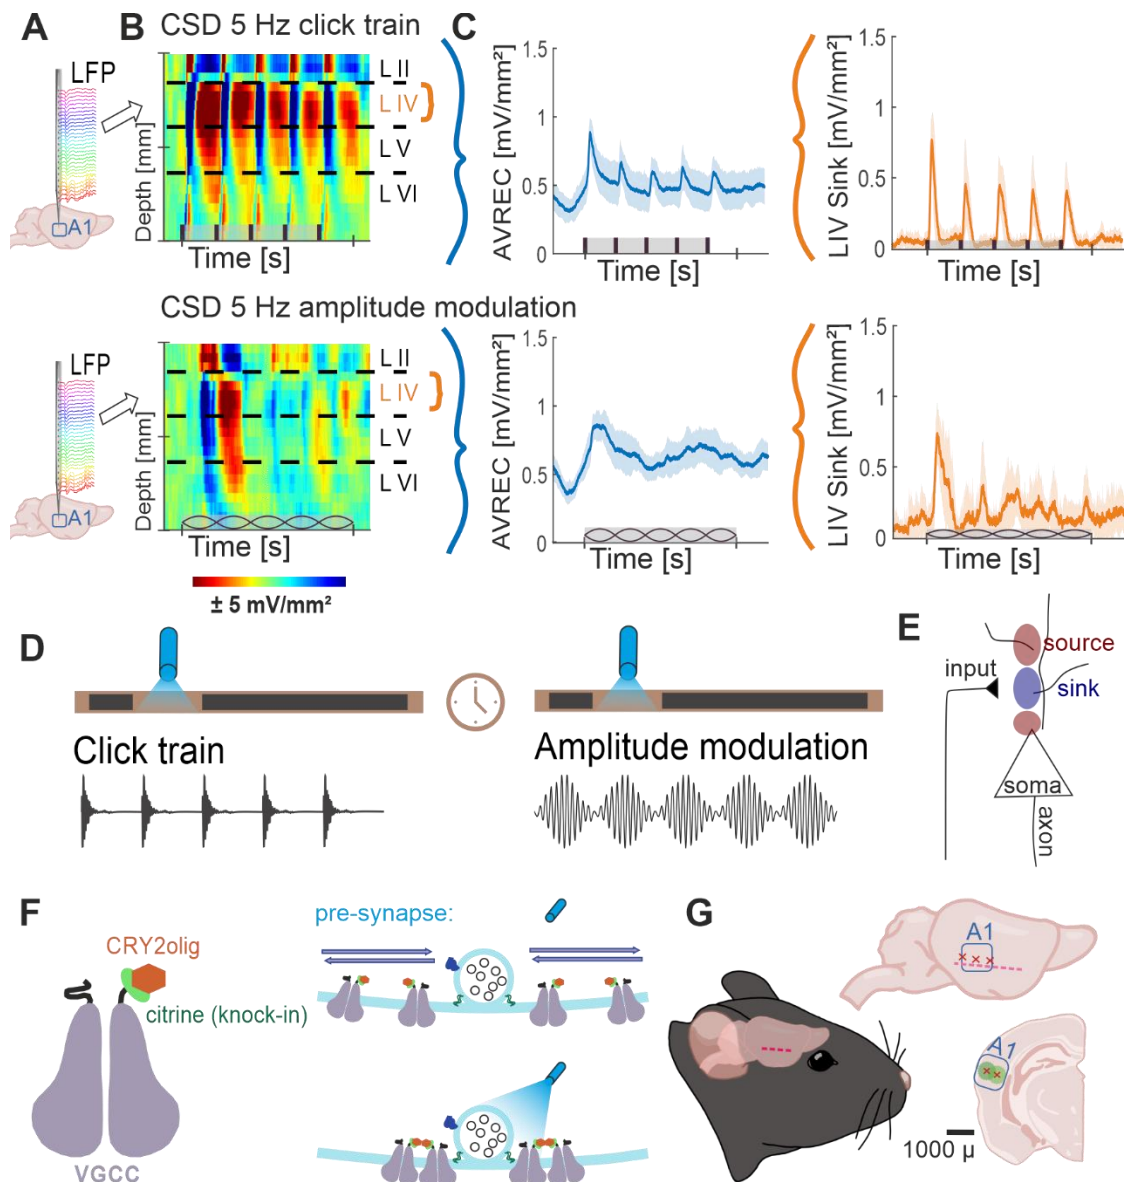 A
B
CSD 5 Hz click train
C
LFP
A1
Depth [mm]
L II
L IV
L V
L VI
Time [s]
AVREC [mV/mm²]
1.5
1
0.5
0
Time [s]
LIV Sink [mV/mm²]
1.5
1
0.5
0
Time [s]
CSD 5 Hz amplitude modulation
LFP
A1
Depth [mm]
L II
L IV
L V
L VI
Time [s]
± 5 mV/mm²
AVREC [mV/mm²]
1.5
1
0.5
0
Time [s]
LIV Sink [mV/mm²]
1.5
1
0.5
0
Time [s]
D
Click train
Amplitude modulation
E
source
input
sink
soma
axon
F
CRY2olig
citrine (knock-in)
VGCC
pre-synapse:
G
A1
A1
1000 µ